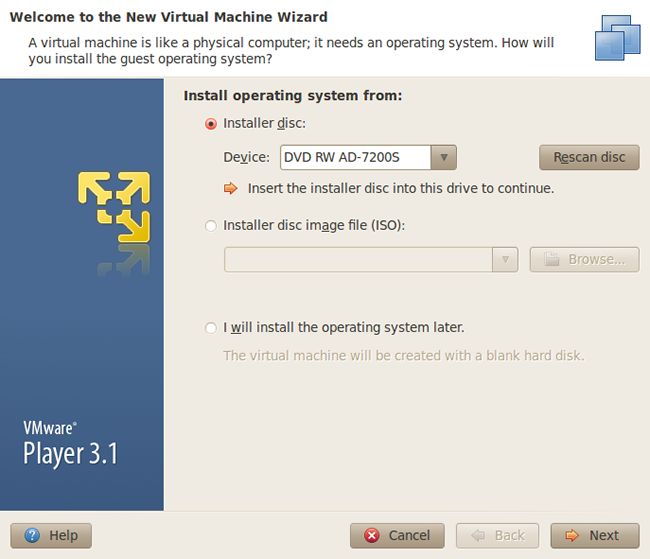 Welcome to the New Virtual Machine Wizard
A virtual machine is like a physical computer; it needs an operating system. How will
you install the guest operating system?
Install operating system from:
Installer disc:
Device: DVD RW AD-7200S Rescan disc
Insert the installer disc into this drive to continue.
Installer disc image file (ISO):
Browse...
I will install the operating system later.
The virtual machine will be created with a blank hard disk.
VMware®
Player 3.1
Help Cancel Back Next